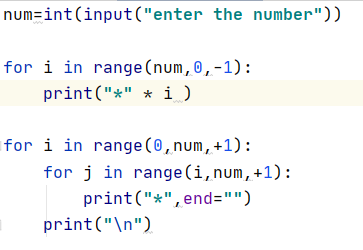 num=int(input("enter the number"))
for i in range(num,0,-1):
    print("*" * i )
for i in range(0,num,+1):
    for j in range(i,num,+1):
        print("*",end="")
    print("\n")